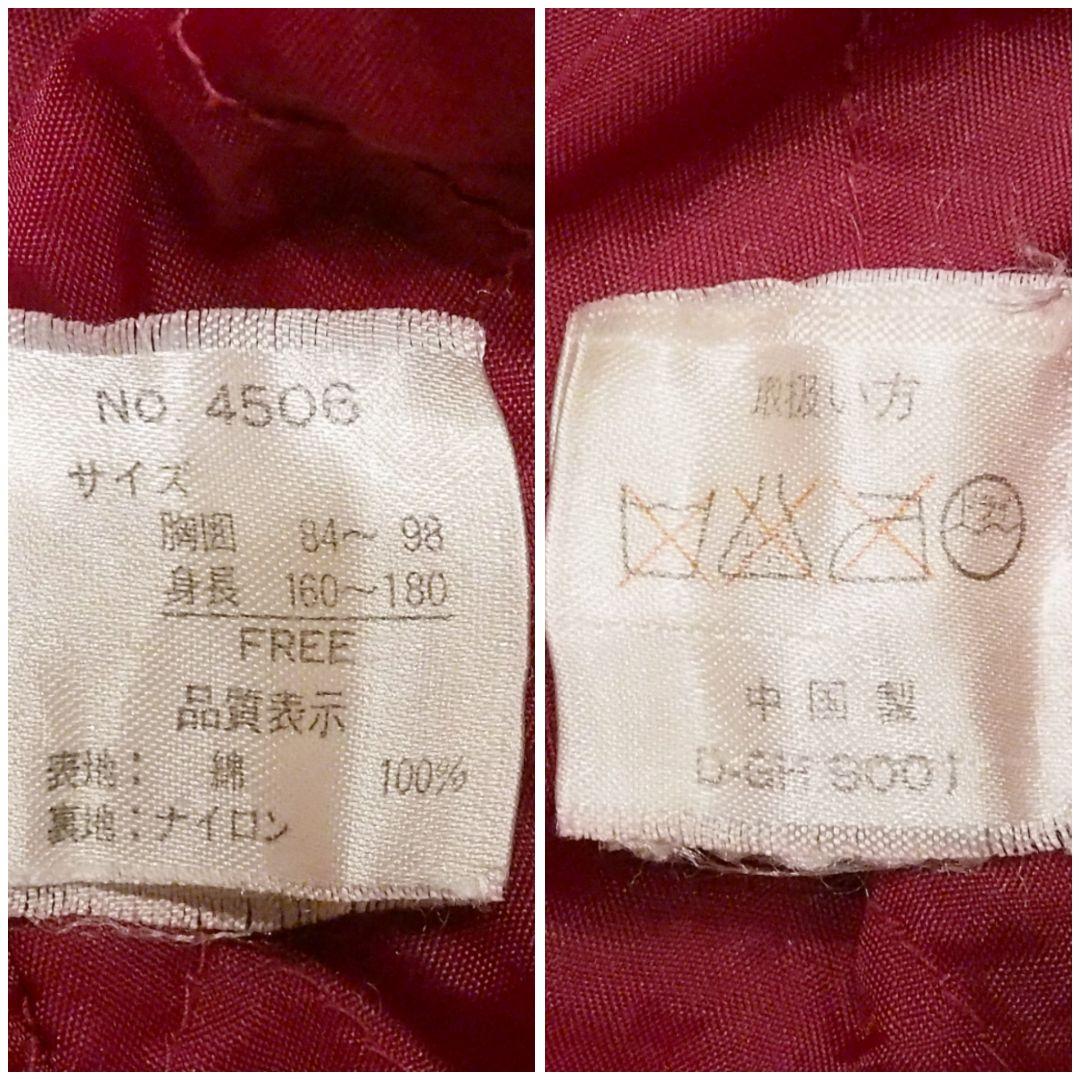 No. 4506
サイズ
胸囲 84〜 98
身長 160〜180
FREE
品質表示
表地： 綿 100%
裏地：ナイロン
取扱い方
中国製
D-GH 9001